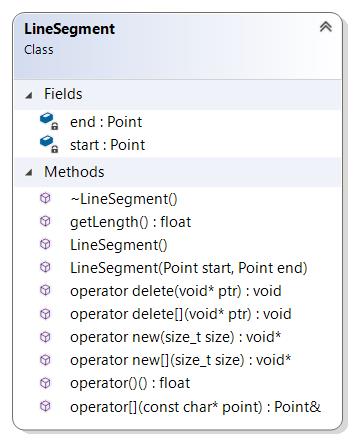 LineSegment
Class
Fields
end : Point
start : Point
Methods
~LineSegment()
getLength() : float
LineSegment()
LineSegment(Point start, Point end)
operator delete(void* ptr) : void
operator delete[](void* ptr) : void
operator new(size_t size) : void*
operator new[](size_t size) : void*
operator()() : float
operator[](const char* point) : Point&